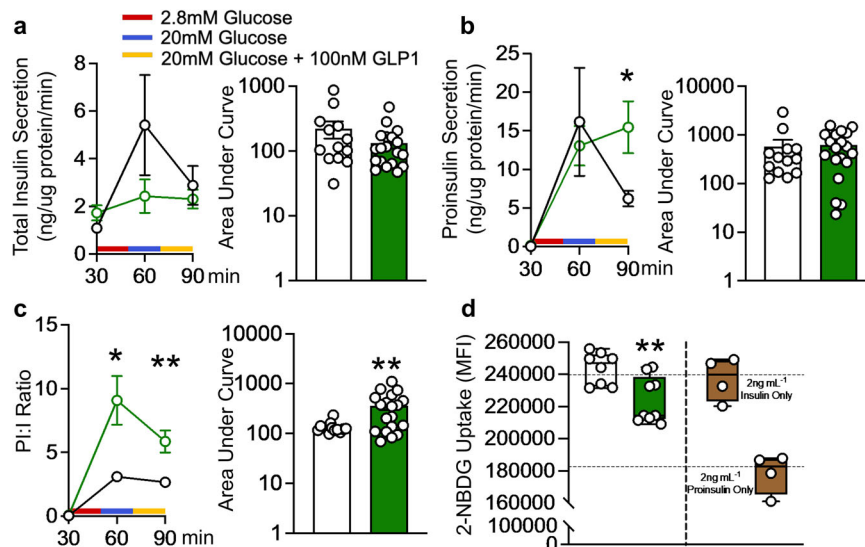 a
2.8mM Glucose
20mM Glucose
20mM Glucose + 100nM GLP1
Total Insulin Secretion
(ng/ug protein/min)
8
6
4
2
0
30 60 90 min
Area Under Curve
1000
100
10
1
b
Proinsulin Secretion
(ng/ug protein/min)
25
20
15
10
5
0
*
30 60 90 min
Area Under Curve
1000
100
10
1
c
PI:I Ratio
15
10
5
0
* **
30 60 90 min
Area Under Curve
10000
1000
100
10
1
**
d
2-NBDG Uptake (MFI)
260000
240000
220000
200000
180000
160000
100000
0
**
2ng mL-1
Insulin Only
2ng mL-1
Proinsulin Only